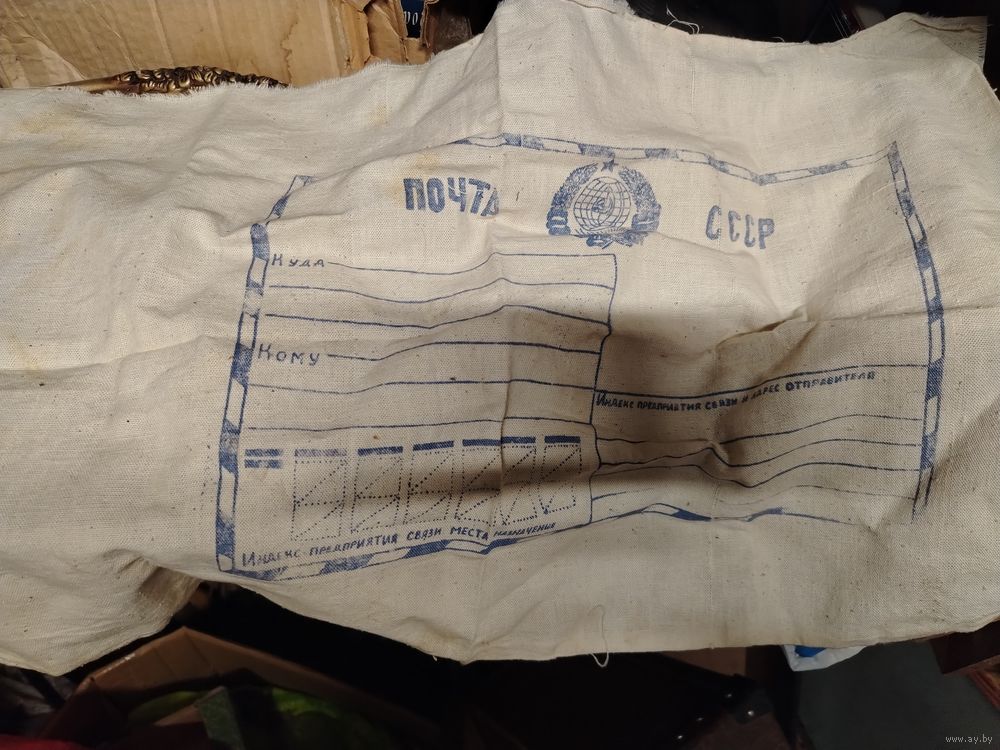 ПОЧТА СССР
Куда
Кому
Индекс предприятия связи и адрес отправителя
Индекс предприятия связи места назначения
www.ay.by